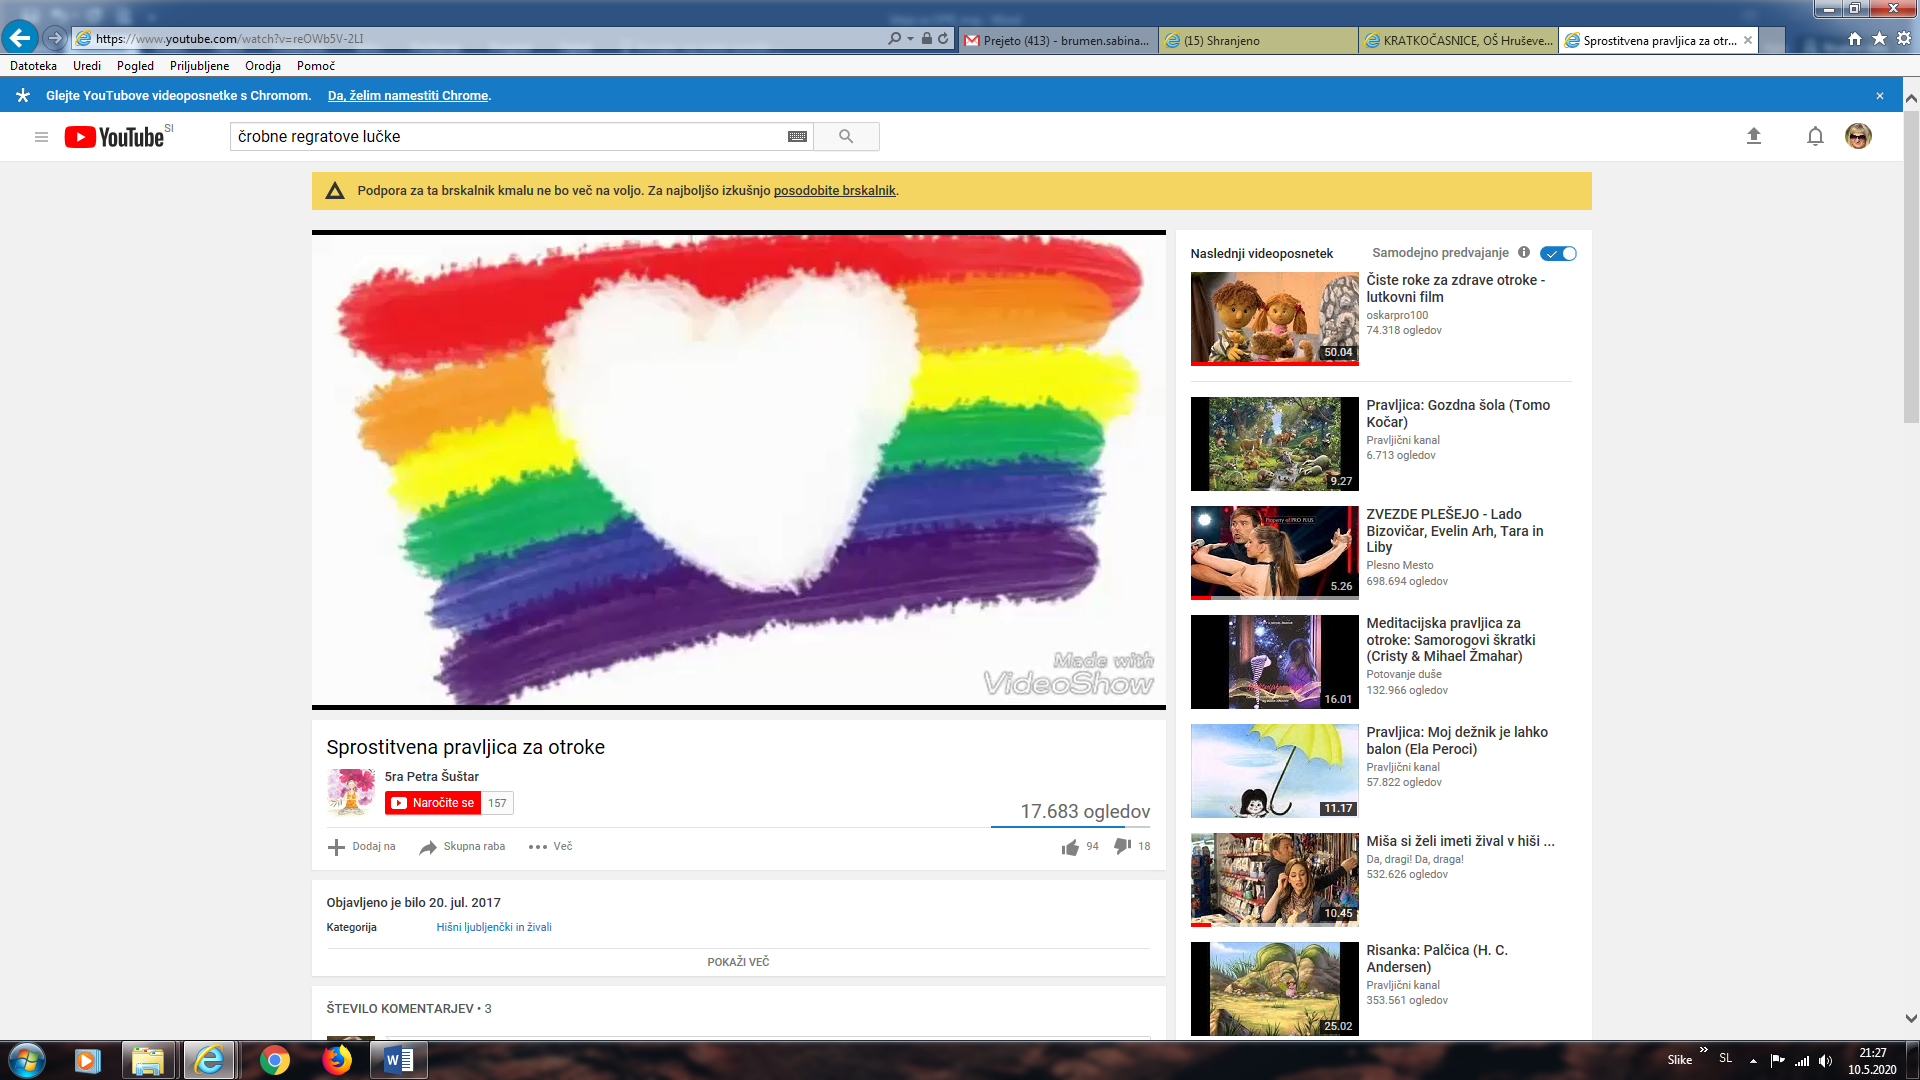 https://www.youtube.com/watch?v=reOWb5V-2LI
Prejeto (413) - brumen.sabina...
(15) Shranjeno
KRATKOČASNICE, OŠ Hruševe...
Sprostitvena pravljica za otr...
Datoteka Uredi Pogled Priljubljene Orodja Pomoč
Glejte YouTubove videoposnetke s Chromom. Da, želim namestiti Chrome.
YouTube SI
črobne regratove lučke
Podpora za ta brskalnik kmalu ne bo več na voljo. Za najboljšo izkušnjo posodobite brskalnik.
Made with
VideoShow
Sprostitvena pravljica za otroke
5ra Petra Šuštar
Naročite se 157
17.683 ogledov
Dodaj na Skupna raba Več
94 18
Objavljeno je bilo 20. jul. 2017
Kategorija Hišni ljubljenčki in živali
POKAŽI VEČ
ŠTEVILO KOMENTARJEV • 3
Naslednji videoposnetek Samodejno predvajanje
50.04
Čiste roke za zdrave otroke -
lutkovni film
oskarpro100
74.318 ogledov
9.27
Pravljica: Gozdna šola (Tomo
Kočar)
Pravljični kanal
6.713 ogledov
Property of PRO PLUS
5.26
ZVEZDE PLEŠEJO - Lado
Bizovičar, Evelin Arh, Tara in
Liby
Plesno Mesto
698.694 ogledov
16.01
Meditacijska pravljica za
otroke: Samorogovi škratki
(Cristy & Mihael Žmahar)
Potovanje duše
132.966 ogledov
11.17
Pravljica: Moj dežnik je lahko
balon (Ela Peroci)
Pravljični kanal
57.822 ogledov
10.45
Miša si želi imeti žival v hiši ...
Da, dragi! Da, draga!
532.626 ogledov
25.02
Risanka: Palčica (H. C.
Andersen)
Pravljični kanal
353.561 ogledov
Slike » SL
21:27
10.5.2020